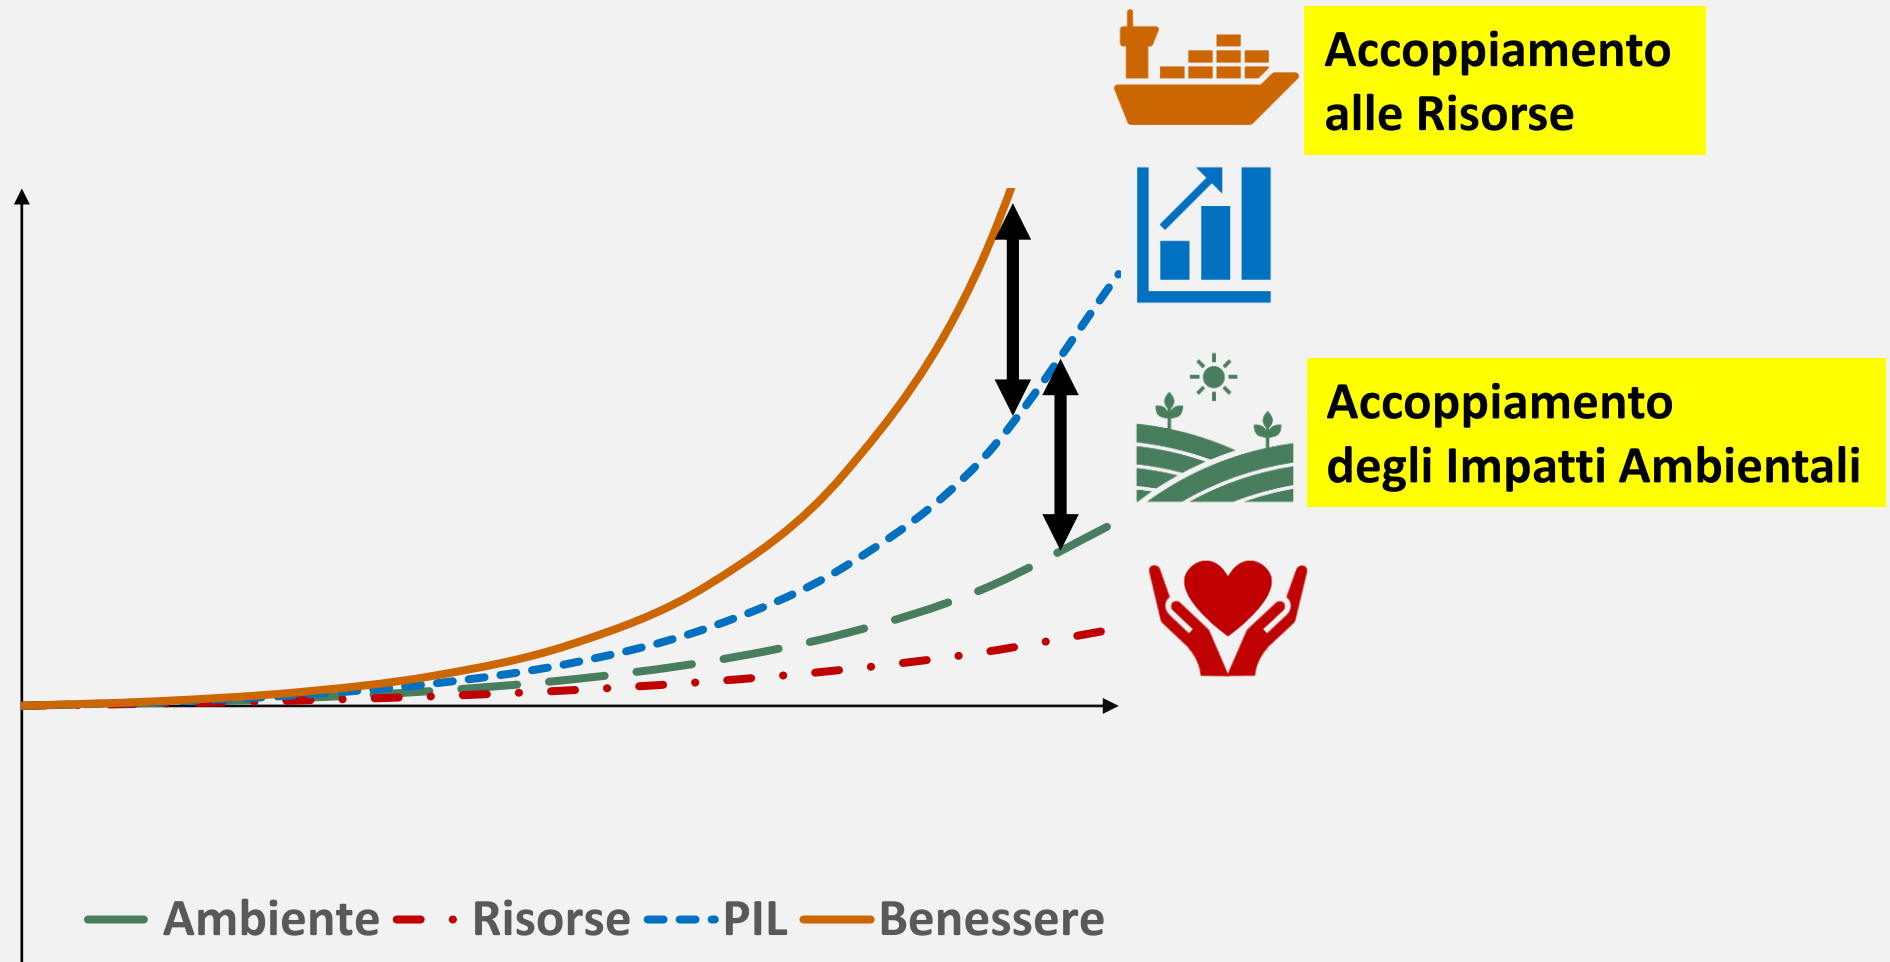 Accoppiamento
alle Risorse
Accoppiamento
degli Impatti Ambientali
Ambiente Risorse PIL Benessere